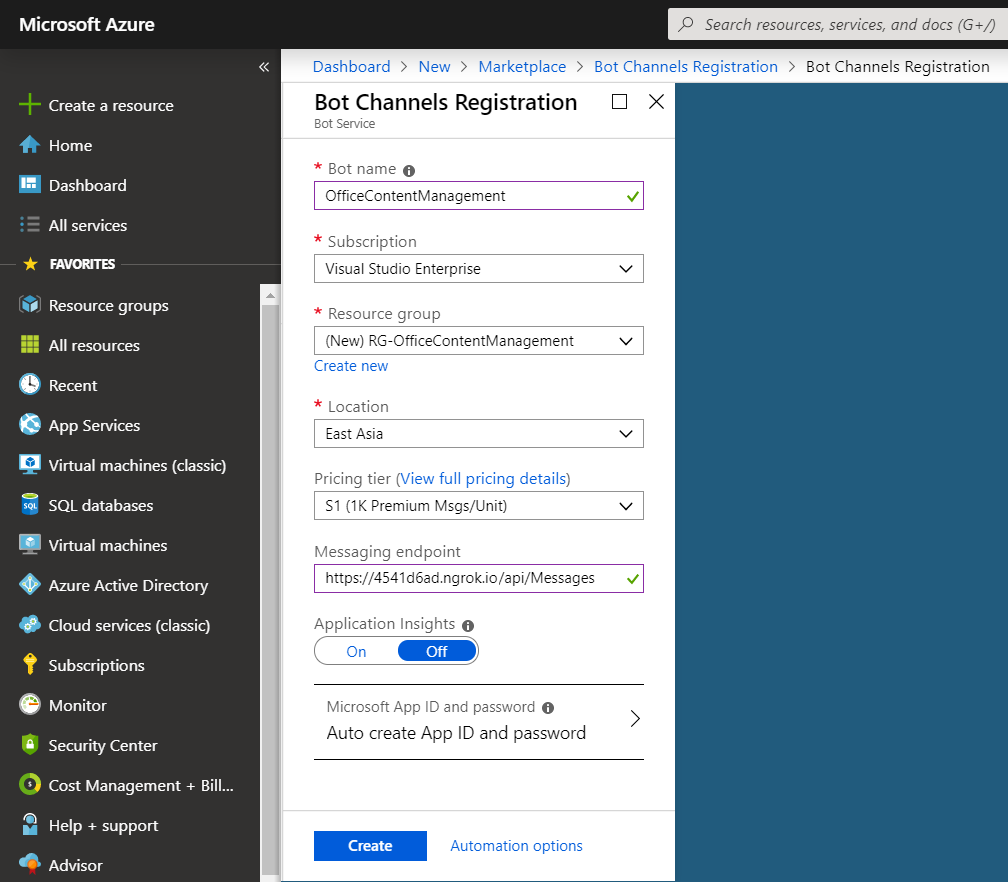 Microsoft Azure
Search resources, services, and docs (G+/)
«
Dashboard > New > Marketplace > Bot Channels Registration > Bot Channels Registration
Create a resource
Home
Dashboard
All services
FAVORITES
Resource groups
All resources
Recent
App Services
Virtual machines (classic)
SQL databases
Virtual machines
Azure Active Directory
Cloud services (classic)
Subscriptions
Monitor
Security Center
Cost Management + Bill...
Help + support
Advisor
Bot Channels Registration
Bot Service
* Bot name
OfficeContentManagement
* Subscription
Visual Studio Enterprise
* Resource group
(New) RG-OfficeContentManagement
Create new
* Location
East Asia
Pricing tier (View full pricing details)
S1 (1K Premium Msgs/Unit)
Messaging endpoint
https://4541d6ad.ngrok.io/api/Messages
Application Insights
On Off
Microsoft App ID and password
Auto create App ID and password
Create Automation options